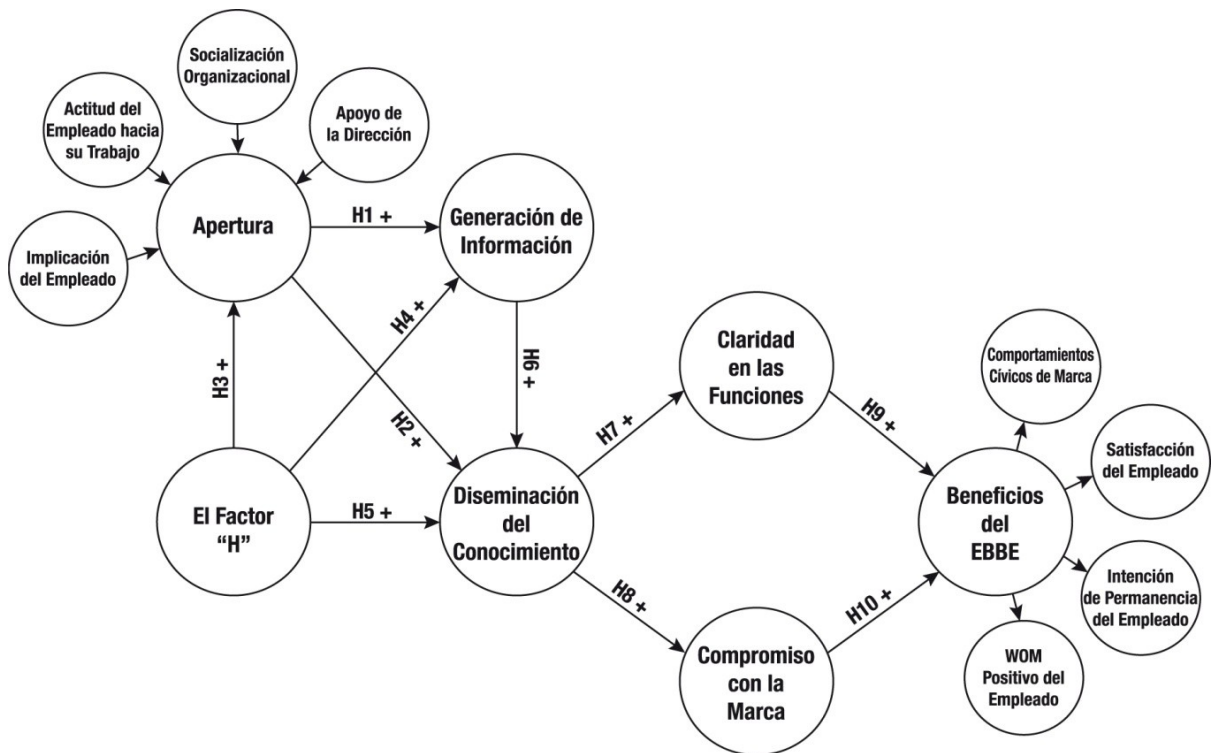 Socialización
Organizacional
Actitud del
Empleado hacia
su Trabajo
Apoyo de
la Dirección
Implicación
del Empleado
Apertura
H1 +
Generación de
Información
H3 +
H4 +
H2 +
H6 +
El Factor
“H”
H5 +
Diseminación
del
Conocimiento
H7 +
H8 +
Claridad
en las
Funciones
Compromiso
con la
Marca
H9 +
H10 +
Beneficios
del
EBBE
Comportamientos
Cívicos de Marca
Satisfacción
del Empleado
Intención
de Permanencia
del Empleado
WOM
Positivo del
Empleado